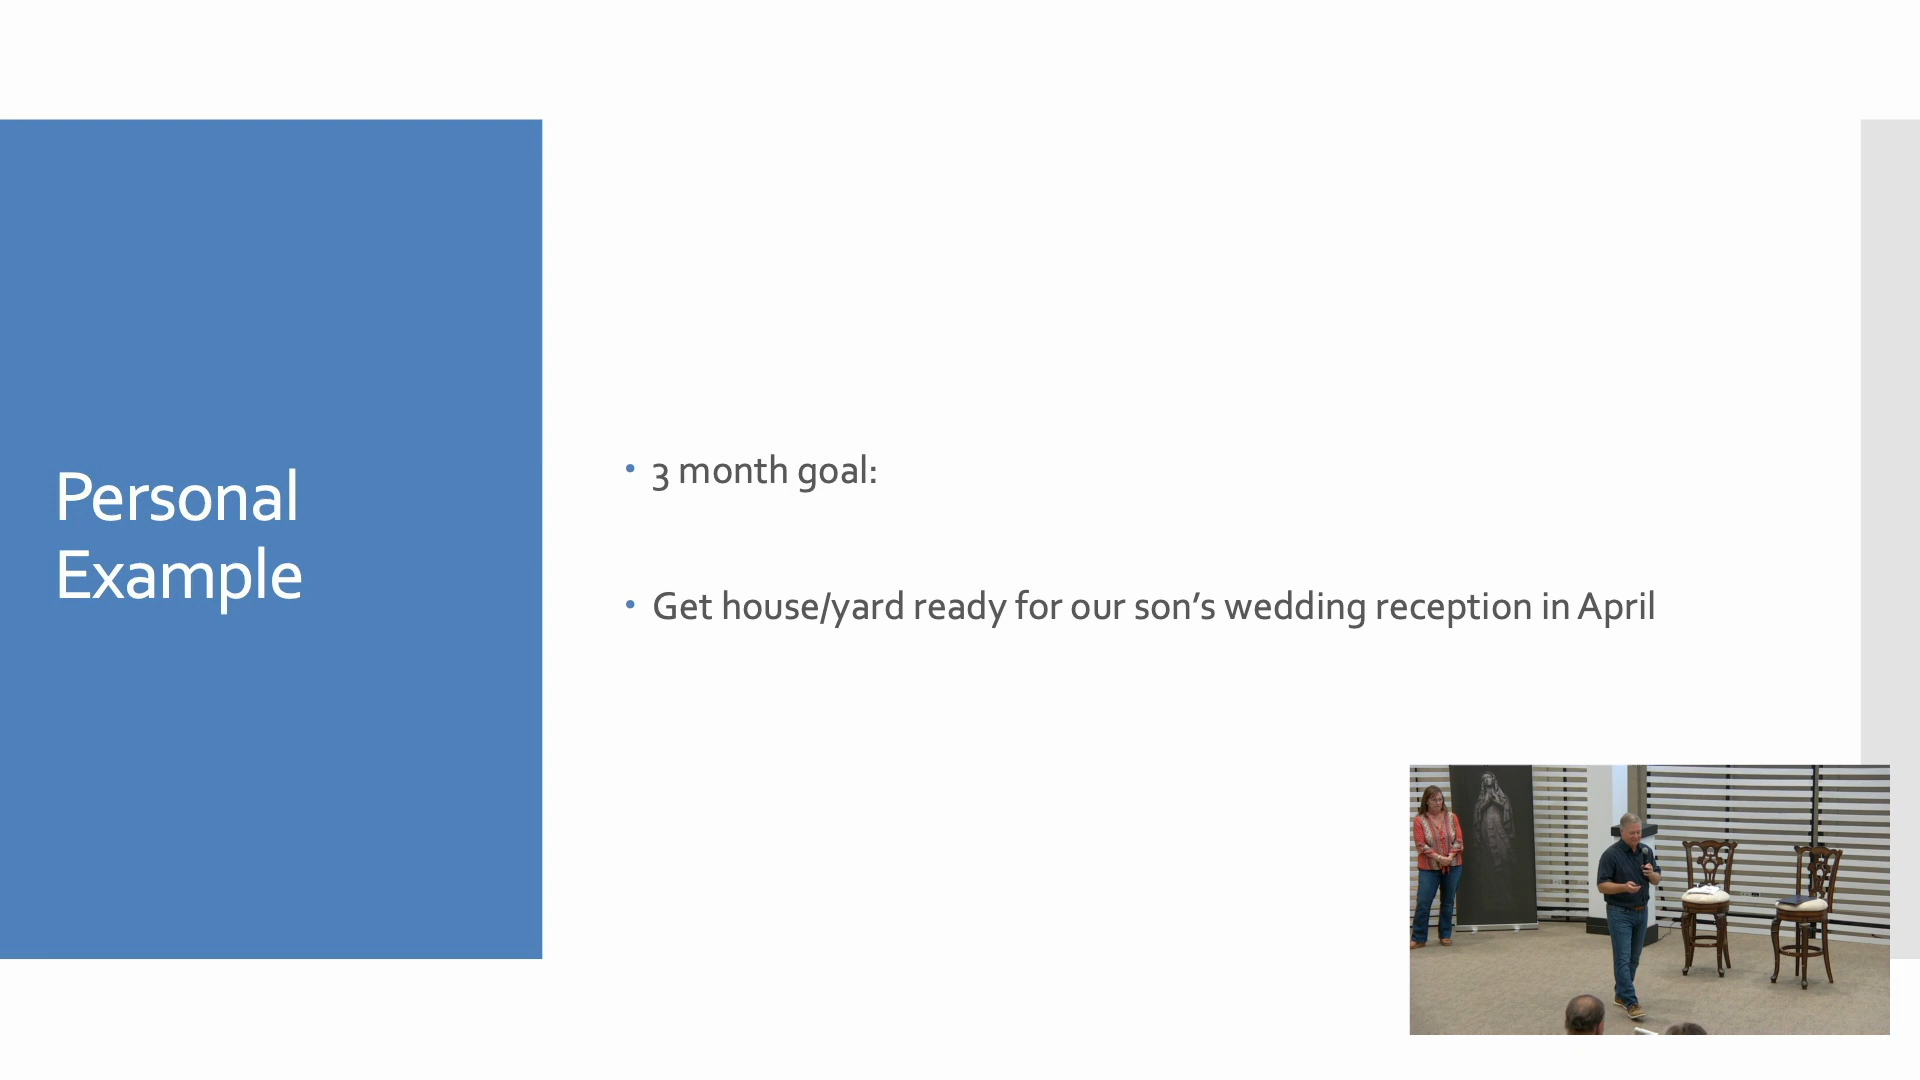 Personal
Example
• 3 month goal:
• Get house/yard ready for our son’s wedding reception in April